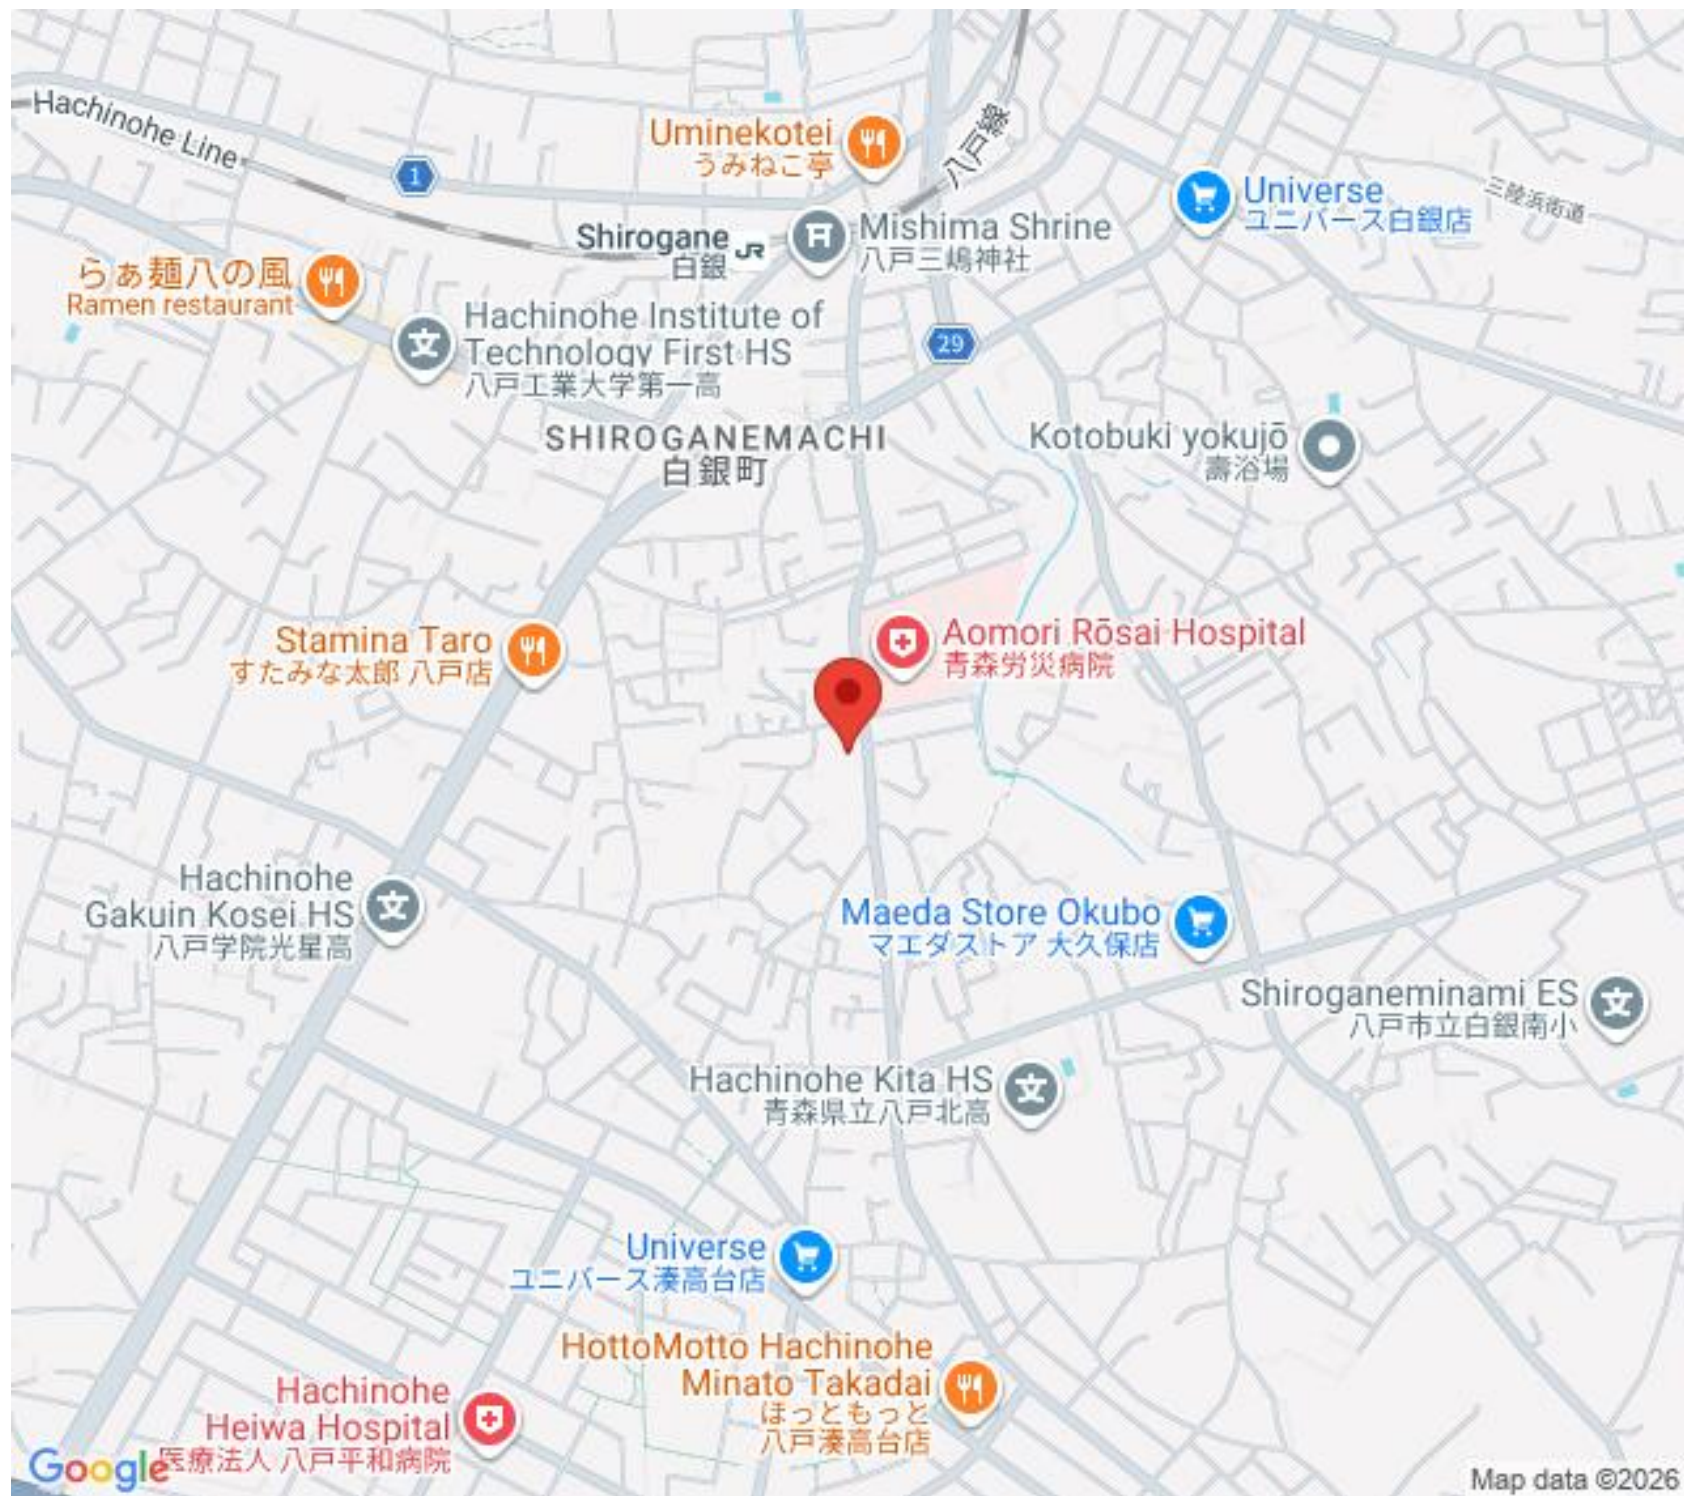 Hachinohe Line
1
Uminekotei
うみねこ亭
八戸線
Universe
ユニバース白銀店
三陸浜街道
Shirogane
白銀
JR
Mishima Shrine
八戸三嶋神社
らぁ麺八の風
Ramen restaurant
Hachinohe Institute of
Technology First HS
八戸工業大学第一高
29
SHIROGANEMACHI
白銀町
Kotobuki yokujō
壽浴場
Stamina Taro
すたみな太郎 八戸店
Aomori Rōsai Hospital
青森労災病院
Hachinohe
Gakuin Kosei HS
八戸学院光星高
文
Maeda Store Okubo
マエダストア 大久保店
Shiroganeminami ES
八戸市立白銀南小
文
Hachinohe Kita HS
青森県立八戸北高
文
Universe
ユニバース湊高台店
HottoMotto Hachinohe
Minato Takadai
ほっともっと
八戸湊高台店
Hachinohe
Heiwa Hospital
医療法人 八戸平和病院
Google
Map data ©2026